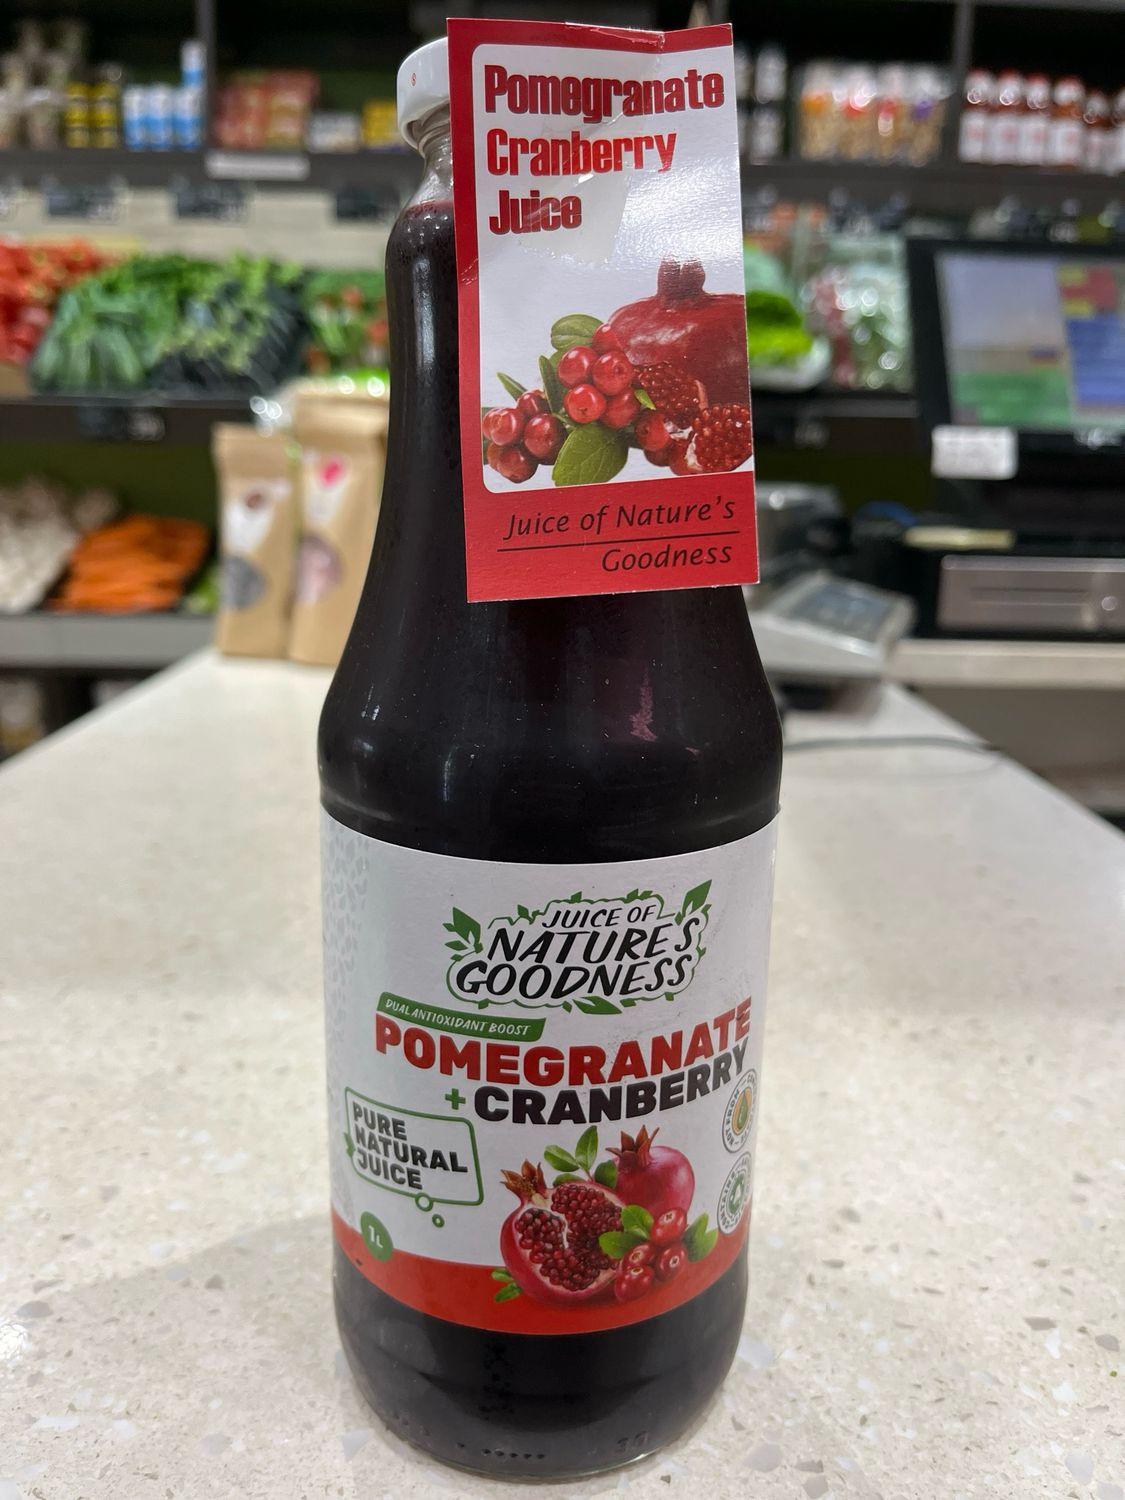 Pomegranate
Cranberry
Juice
Juice of Nature's
Goodness
JUICE OF
NATURE'S
GOODNESS
DUAL ANTIOXIDANT BOOST
POMEGRANATE
+ CRANBERRY
PURE
NATURAL
JUICE
1L